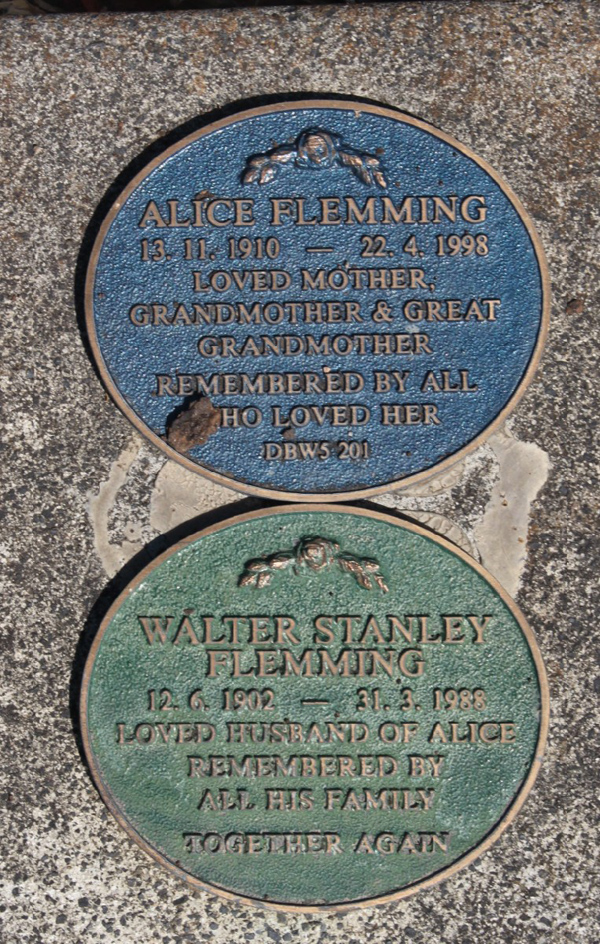 ALICE FLEMMING
13. 11. 1910 — 22. 4. 1998
LOVED MOTHER,
GRANDMOTHER & GREAT
GRANDMOTHER
REMEMBERED BY ALL
HO LOVED HER
DBW5 201
WALTER STANLEY
FLEMMING
12. 6. 1902 — 31. 3. 1988
LOVED HUSBAND OF ALICE
REMEMBERED BY
ALL HIS FAMILY
TOGETHER AGAIN